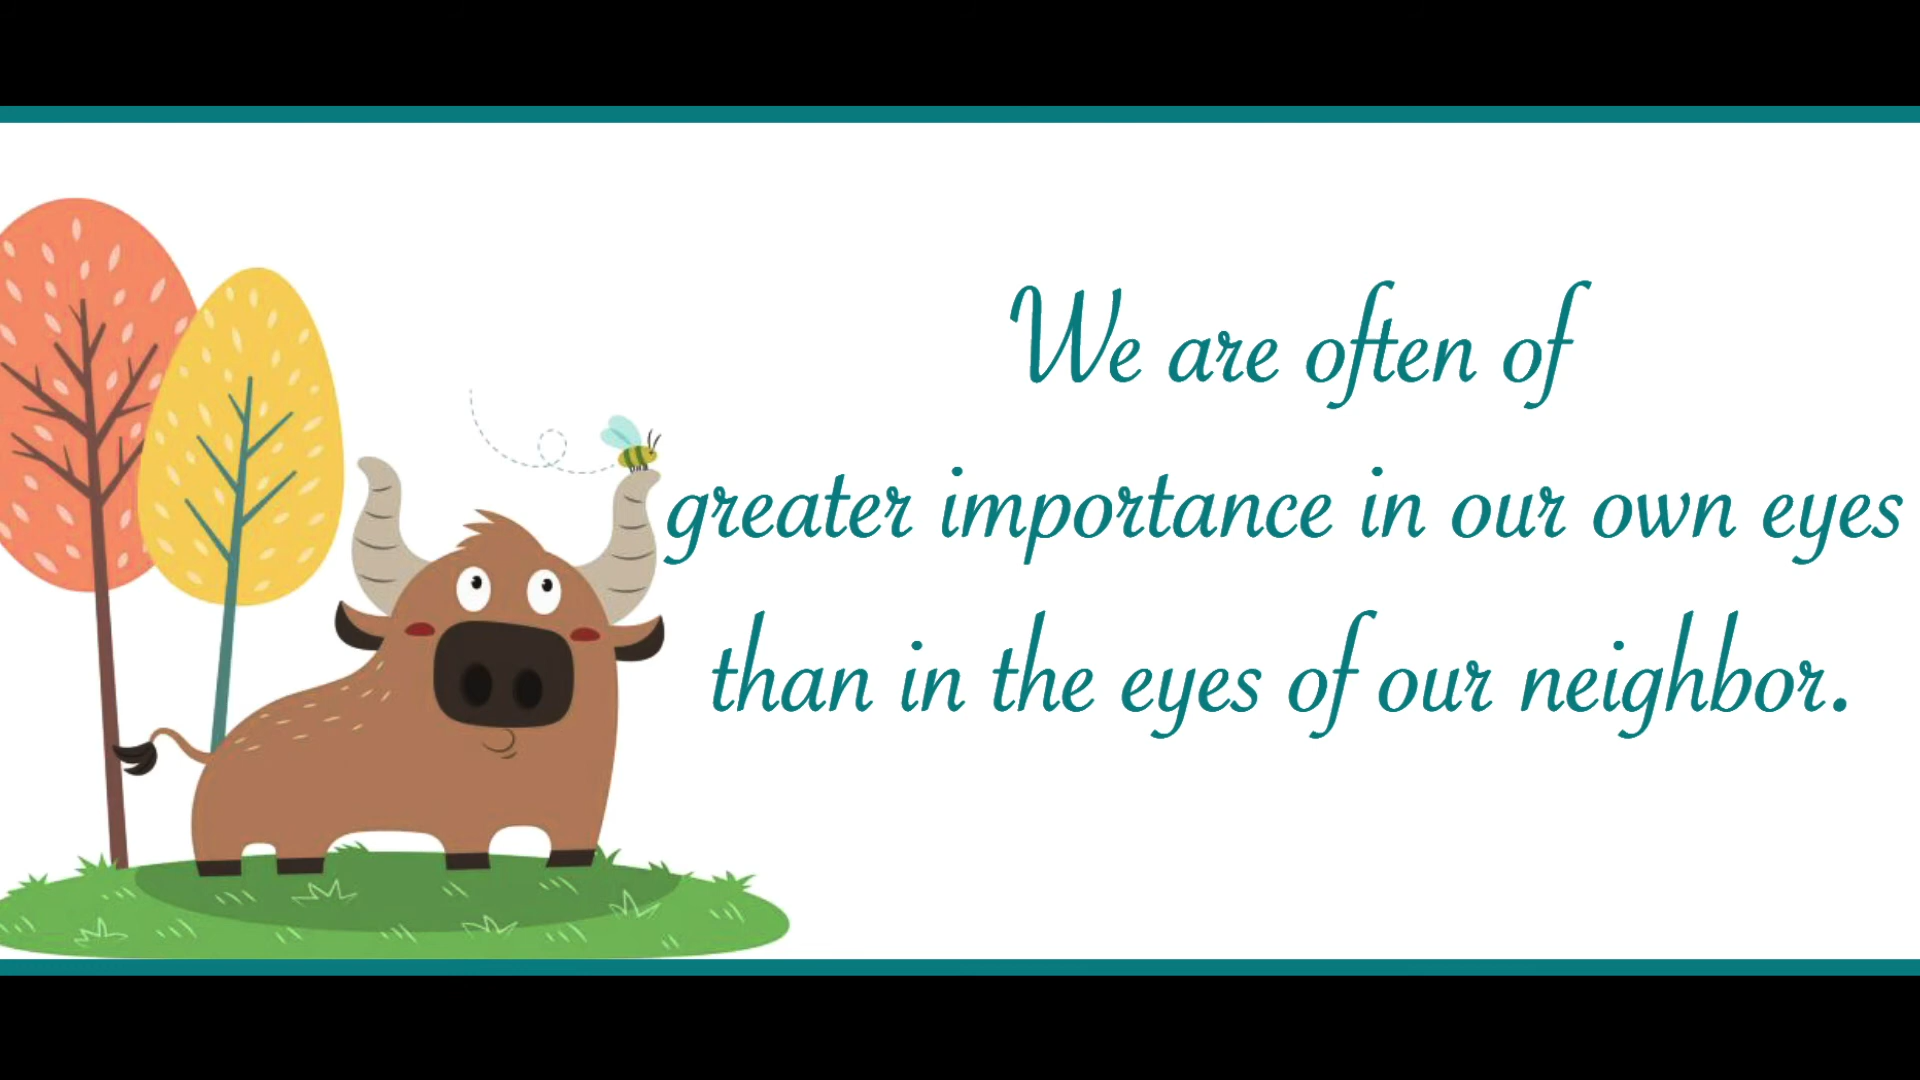 We are often of
greater importance in our own eyes
than in the eyes of our neighbor.